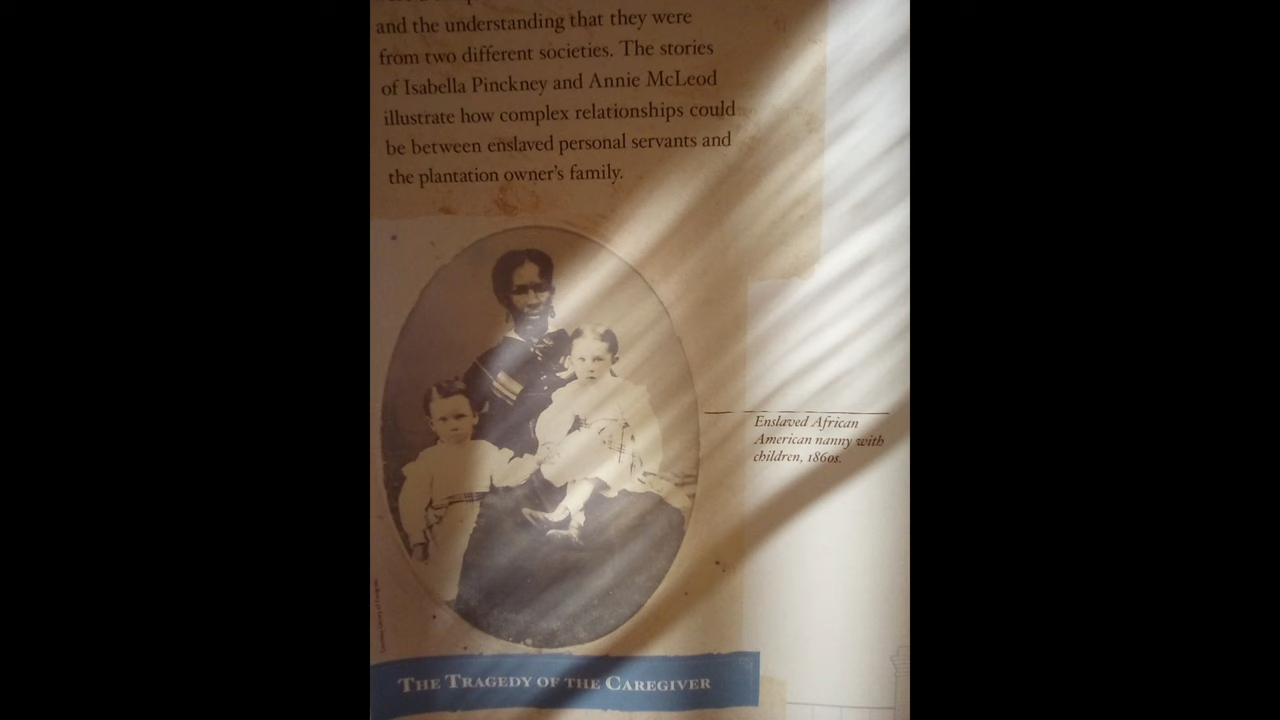 and the understanding that they were
from two different societies. The stories
of Isabella Pinckney and Annie McLeod
illustrate how complex relationships could
be between enslaved personal servants and
the plantation owner's family.
Enslaved African
American nanny with
children, 1860s.
THE TRAGEDY OF THE CAREGIVER